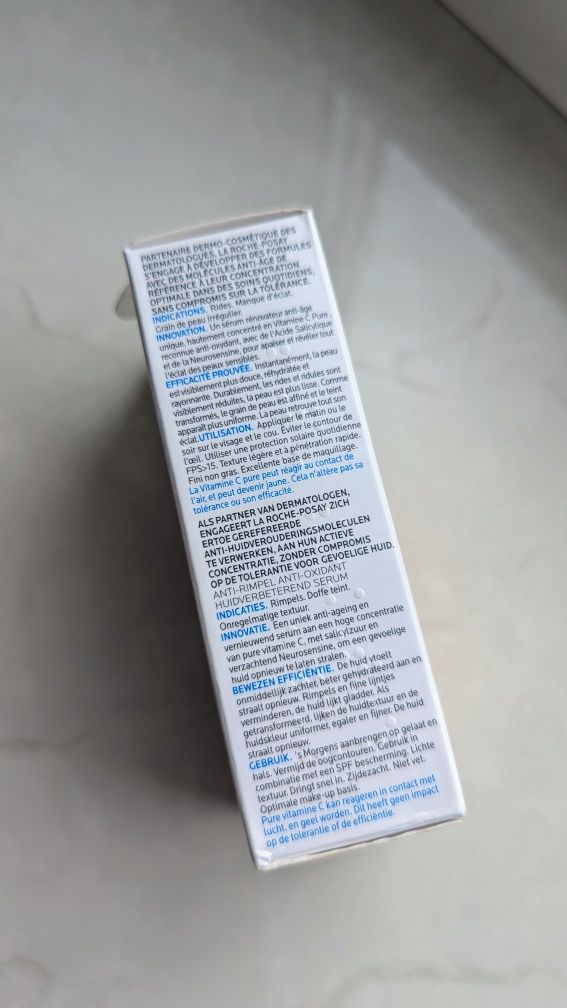 PARTENAIRE DERMO-COSMÉTIQUE DES
DERMATOLOGUES, LA ROCHE-POSAY
S'ENGAGE À DÉVELOPPER DES FORMULES
AVEC DES MOLÉCULES ANTI-ÂGE DE
RÉFÉRENCE À LEUR CONCENTRATION
OPTIMALE DANS DES SOINS QUOTIDIENS,
SANS COMPROMIS SUR LA TOLÉRANCE.
INDICATIONS. Rides. Manque d'éclat.
Grain de peau irrégulier.
INNOVATION. Un sérum rénovateur anti-âge
unique, hautement concentré en Vitamine C Pure,
reconnue anti-oxydant, avec de l'Acide Salicylique
et de la Neurosensine, pour apaiser et révéler tout
l'éclat des peaux sensibles.
EFFICACITÉ PROUVÉE. Instantanément, la peau
est visiblement plus douce, réhydratée et
rayonnante. Durablement, les rides et ridules sont
visiblement réduites, la peau est plus lisse. Comme
transformés, le grain de peau est affiné et le teint
apparaît plus uniforme. La peau retrouve tout son
éclat. UTILISATION. Appliquer le matin ou le
soir sur le visage et le cou. Éviter le contour de
l'œil. Utiliser une protection solaire quotidienne
FPS>15. Texture légère et à pénétration rapide.
Fini non gras. Excellente base de maquillage.
La Vitamine C pure peut réagir au contact de
l'air, et peut devenir jaune. Cela n'altère pas sa
tolérance ou son efficacité.
ALS PARTNER VAN DERMATOLOGEN,
ENGAGEERT LA ROCHE-POSAY ZICH
ERTOE GEREFEREERDE
ANTI-HUIDVEROUDERINGSMOLECULEN
TE VERWERKEN, AAN HUN ACTIEVE
CONCENTRATIE, ZONDER COMPROMIS
OP DE TOLERANTIE VOOR GEVOELIGE HUID.
ANTI-RIMPEL ANTI-OXIDANT
HUIDVERBETEREND SERUM
INDICATIES. Rimpels. Doffe teint.
Onregelmatige textuur.
INNOVATIE. Een uniek anti-ageing en
vernieuwend serum aan een hoge concentratie
van pure vitamine C, met salicylzuur en
verzachtend Neurosensine, om een gevoelige
huid opnieuw te laten stralen.
BEWEZEN EFFICIËNTIE. De huid voelt
onmiddellijk zachter, beter gehydrateerd aan en
straalt opnieuw. Rimpels en fijne lijntjes
verminderen, de huid lijkt gladder. Als
getransformeerd, lijken de huidtextuur en de
huidskleur uniformer, egaler en fijner. De huid
straalt opnieuw.
GEBRUIK. 's Morgens aanbrengen op gelaat en
hals. Vermijd de oogcontouren. Gebruik in
combinatie met een SPF bescherming. Lichte
textuur. Dringt snel in. Zijdezacht. Niet vet.
Optimale make-up basis.
Pure vitamine C kan reageren in contact met
lucht, en geel worden. Dit heeft geen impact
op de tolerantie of de efficiëntie.